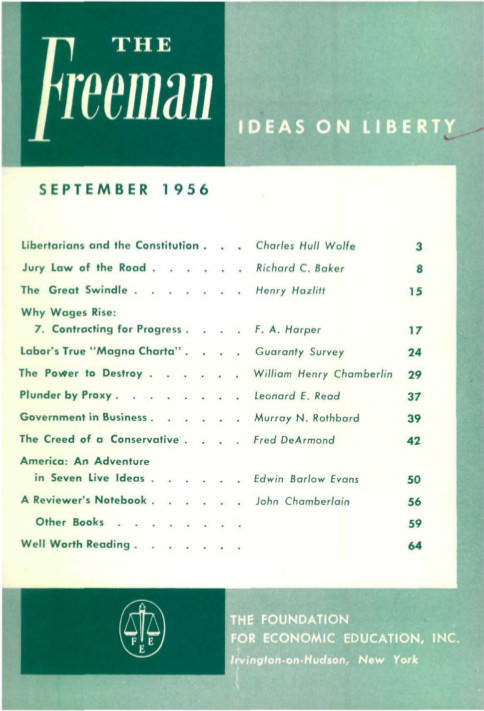 THE
Freeman
IDEAS ON LIBERTY
SEPTEMBER 1956
Libertarians and the Constitution . . . Charles Hull Wolfe 3
Jury Law of the Road . . . . . . Richard C. Baker 8
The Great Swindle . . . . . . . Henry Hazlitt 15
Why Wages Rise:
7. Contracting for Progress . . . . F. A. Harper 17
Labor's True "Magna Charta" . . . . Guaranty Survey 24
The Power to Destroy . . . . . . William Henry Chamberlin 29
Plunder by Proxy . . . . . . . . Leonard E. Read 37
Government in Business . . . . . . Murray N. Rothbard 39
The Creed of a Conservative . . . . Fred DeArmond 42
America: An Adventure
in Seven Live Ideas . . . . . . Edwin Barlow Evans 50
A Reviewer's Notebook . . . . . . John Chamberlain 56
Other Books . . . . . . . . 59
Well Worth Reading . . . . . . . 64
F E E
THE FOUNDATION
FOR ECONOMIC EDUCATION, INC.
Irvington-on-Hudson, New York